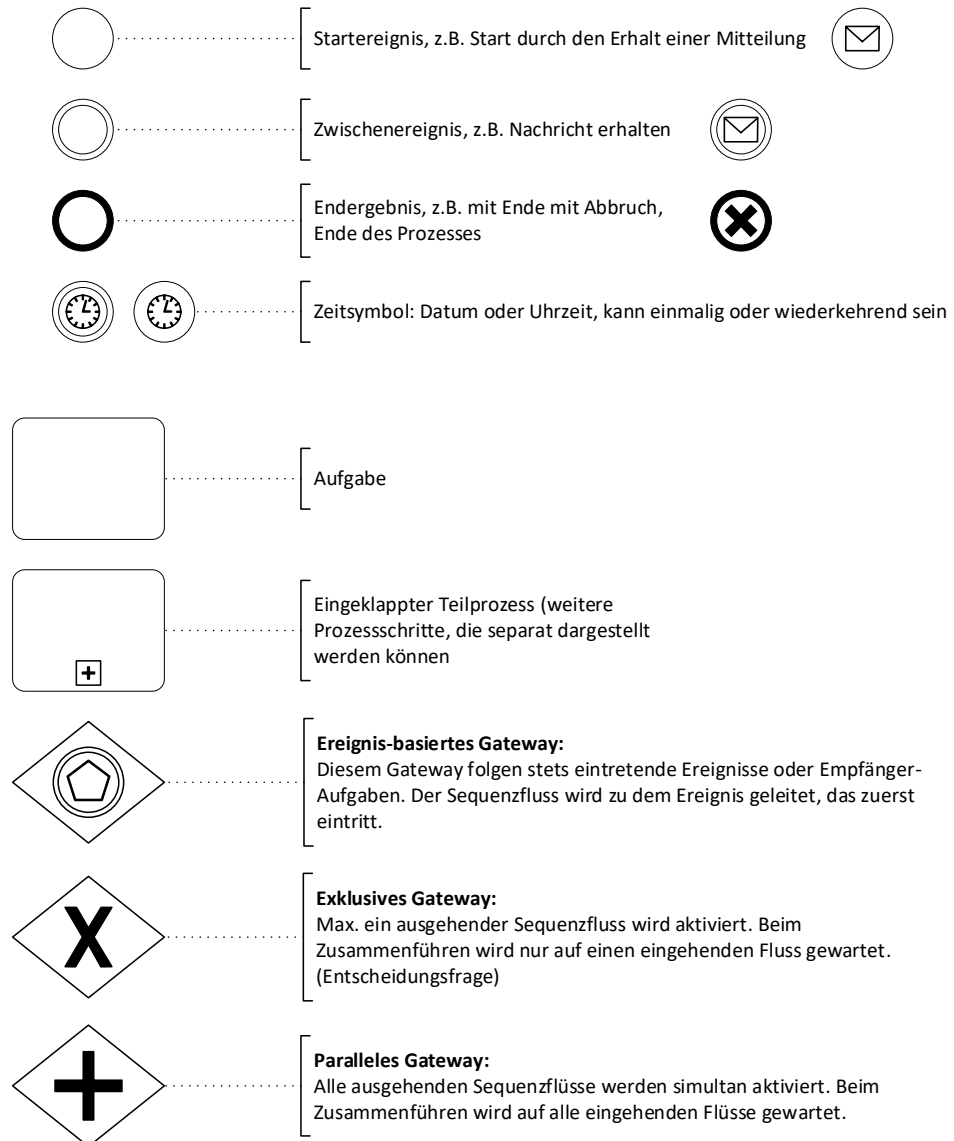 Startereignis, z.B. Start durch den Erhalt einer Mitteilung
Zwischenereignis, z.B. Nachricht erhalten
Endergebnis, z.B. mit Ende mit Abbruch,
Ende des Prozesses
Zeitsymbol: Datum oder Uhrzeit, kann einmalig oder wiederkehrend sein
Aufgabe
Eingeklappter Teilprozess (weitere
Prozessschritte, die separat dargestellt
werden können
Ereignis-basiertes Gateway:
Diesem Gateway folgen stets eintretende Ereignisse oder Empfänger-
Aufgaben. Der Sequenzfluss wird zu dem Ereignis geleitet, das zuerst
eintritt.
Exklusives Gateway:
Max. ein ausgehender Sequenzfluss wird aktiviert. Beim
Zusammenführen wird nur auf einen eingehenden Fluss gewartet.
(Entscheidungsfrage)
Paralleles Gateway:
Alle ausgehenden Sequenzflüsse werden simultan aktiviert. Beim
Zusammenführen wird auf alle eingehenden Flüsse gewartet.